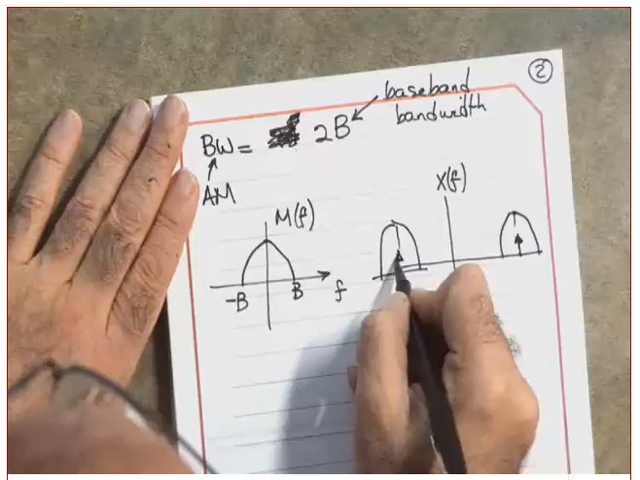 2
baseband
bandwidth
BW = 2B
AM
M(f)
X(f)
-B B f